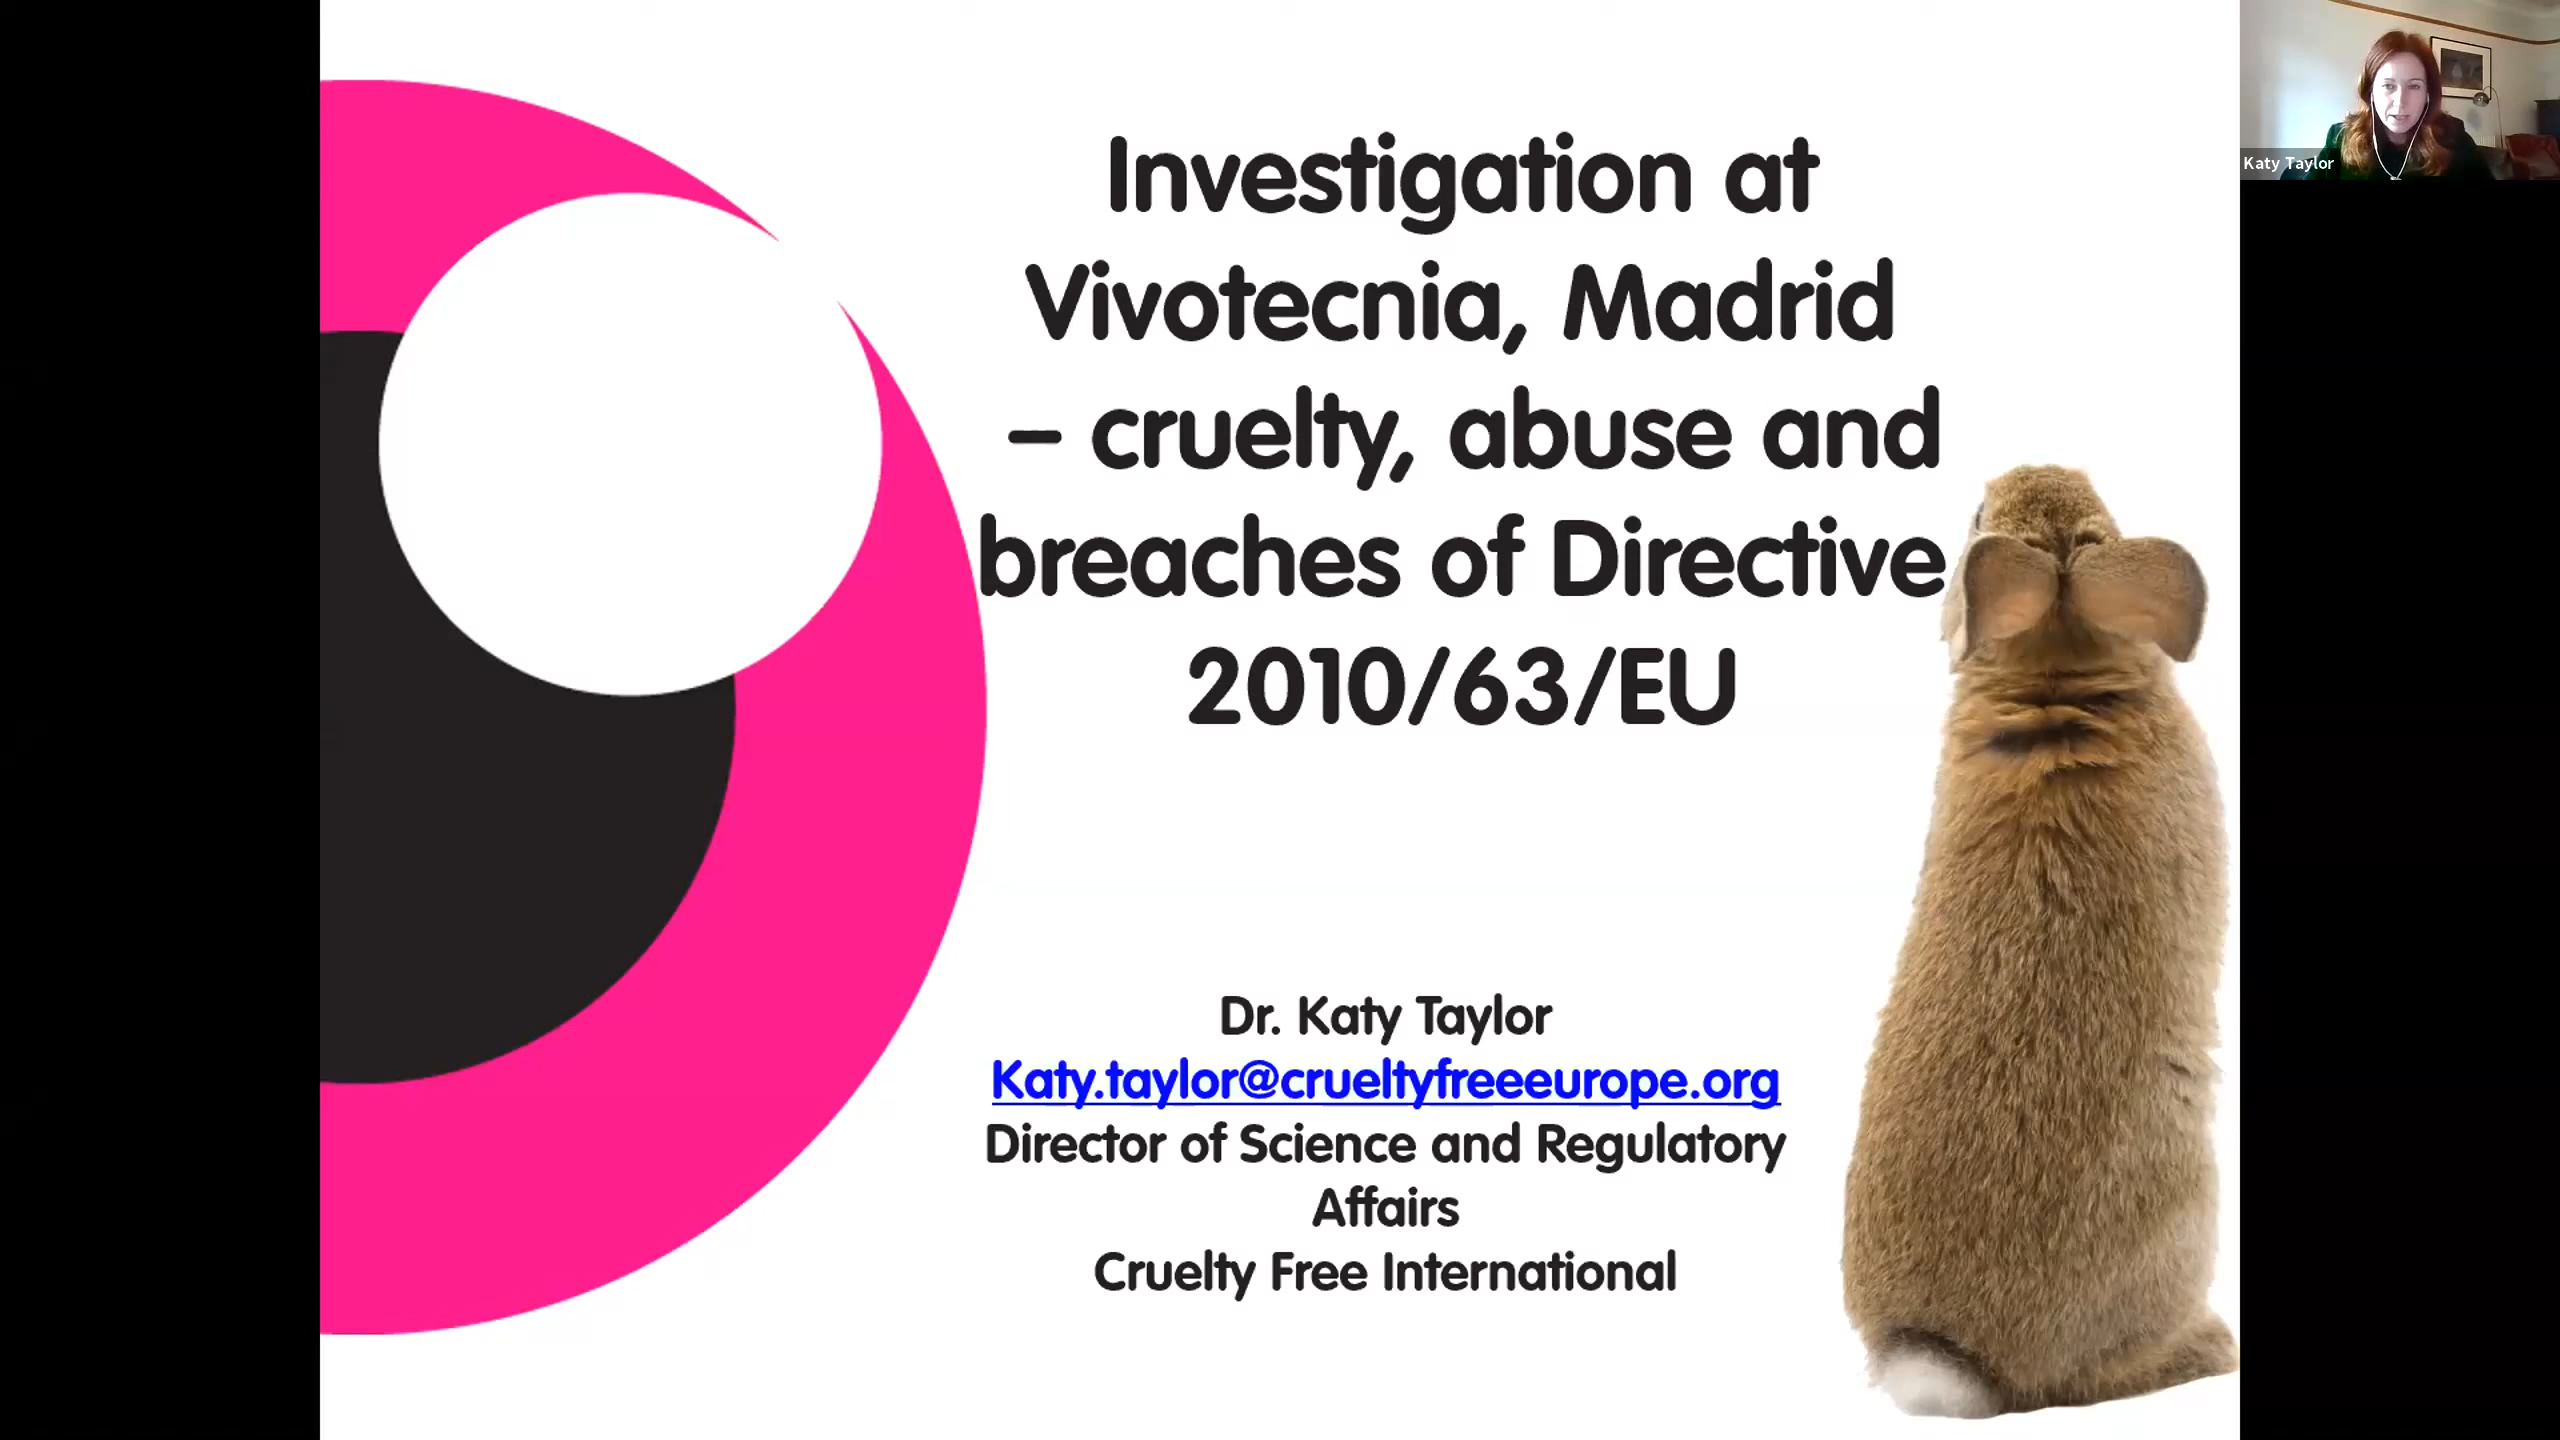 Investigation at
Vivotecnia, Madrid
– cruelty, abuse and
breaches of Directive
2010/63/EU
Dr. Katy Taylor
Katy.taylor@crueltyfreeeurope.org
Director of Science and Regulatory
Affairs
Cruelty Free International
Katy Taylor